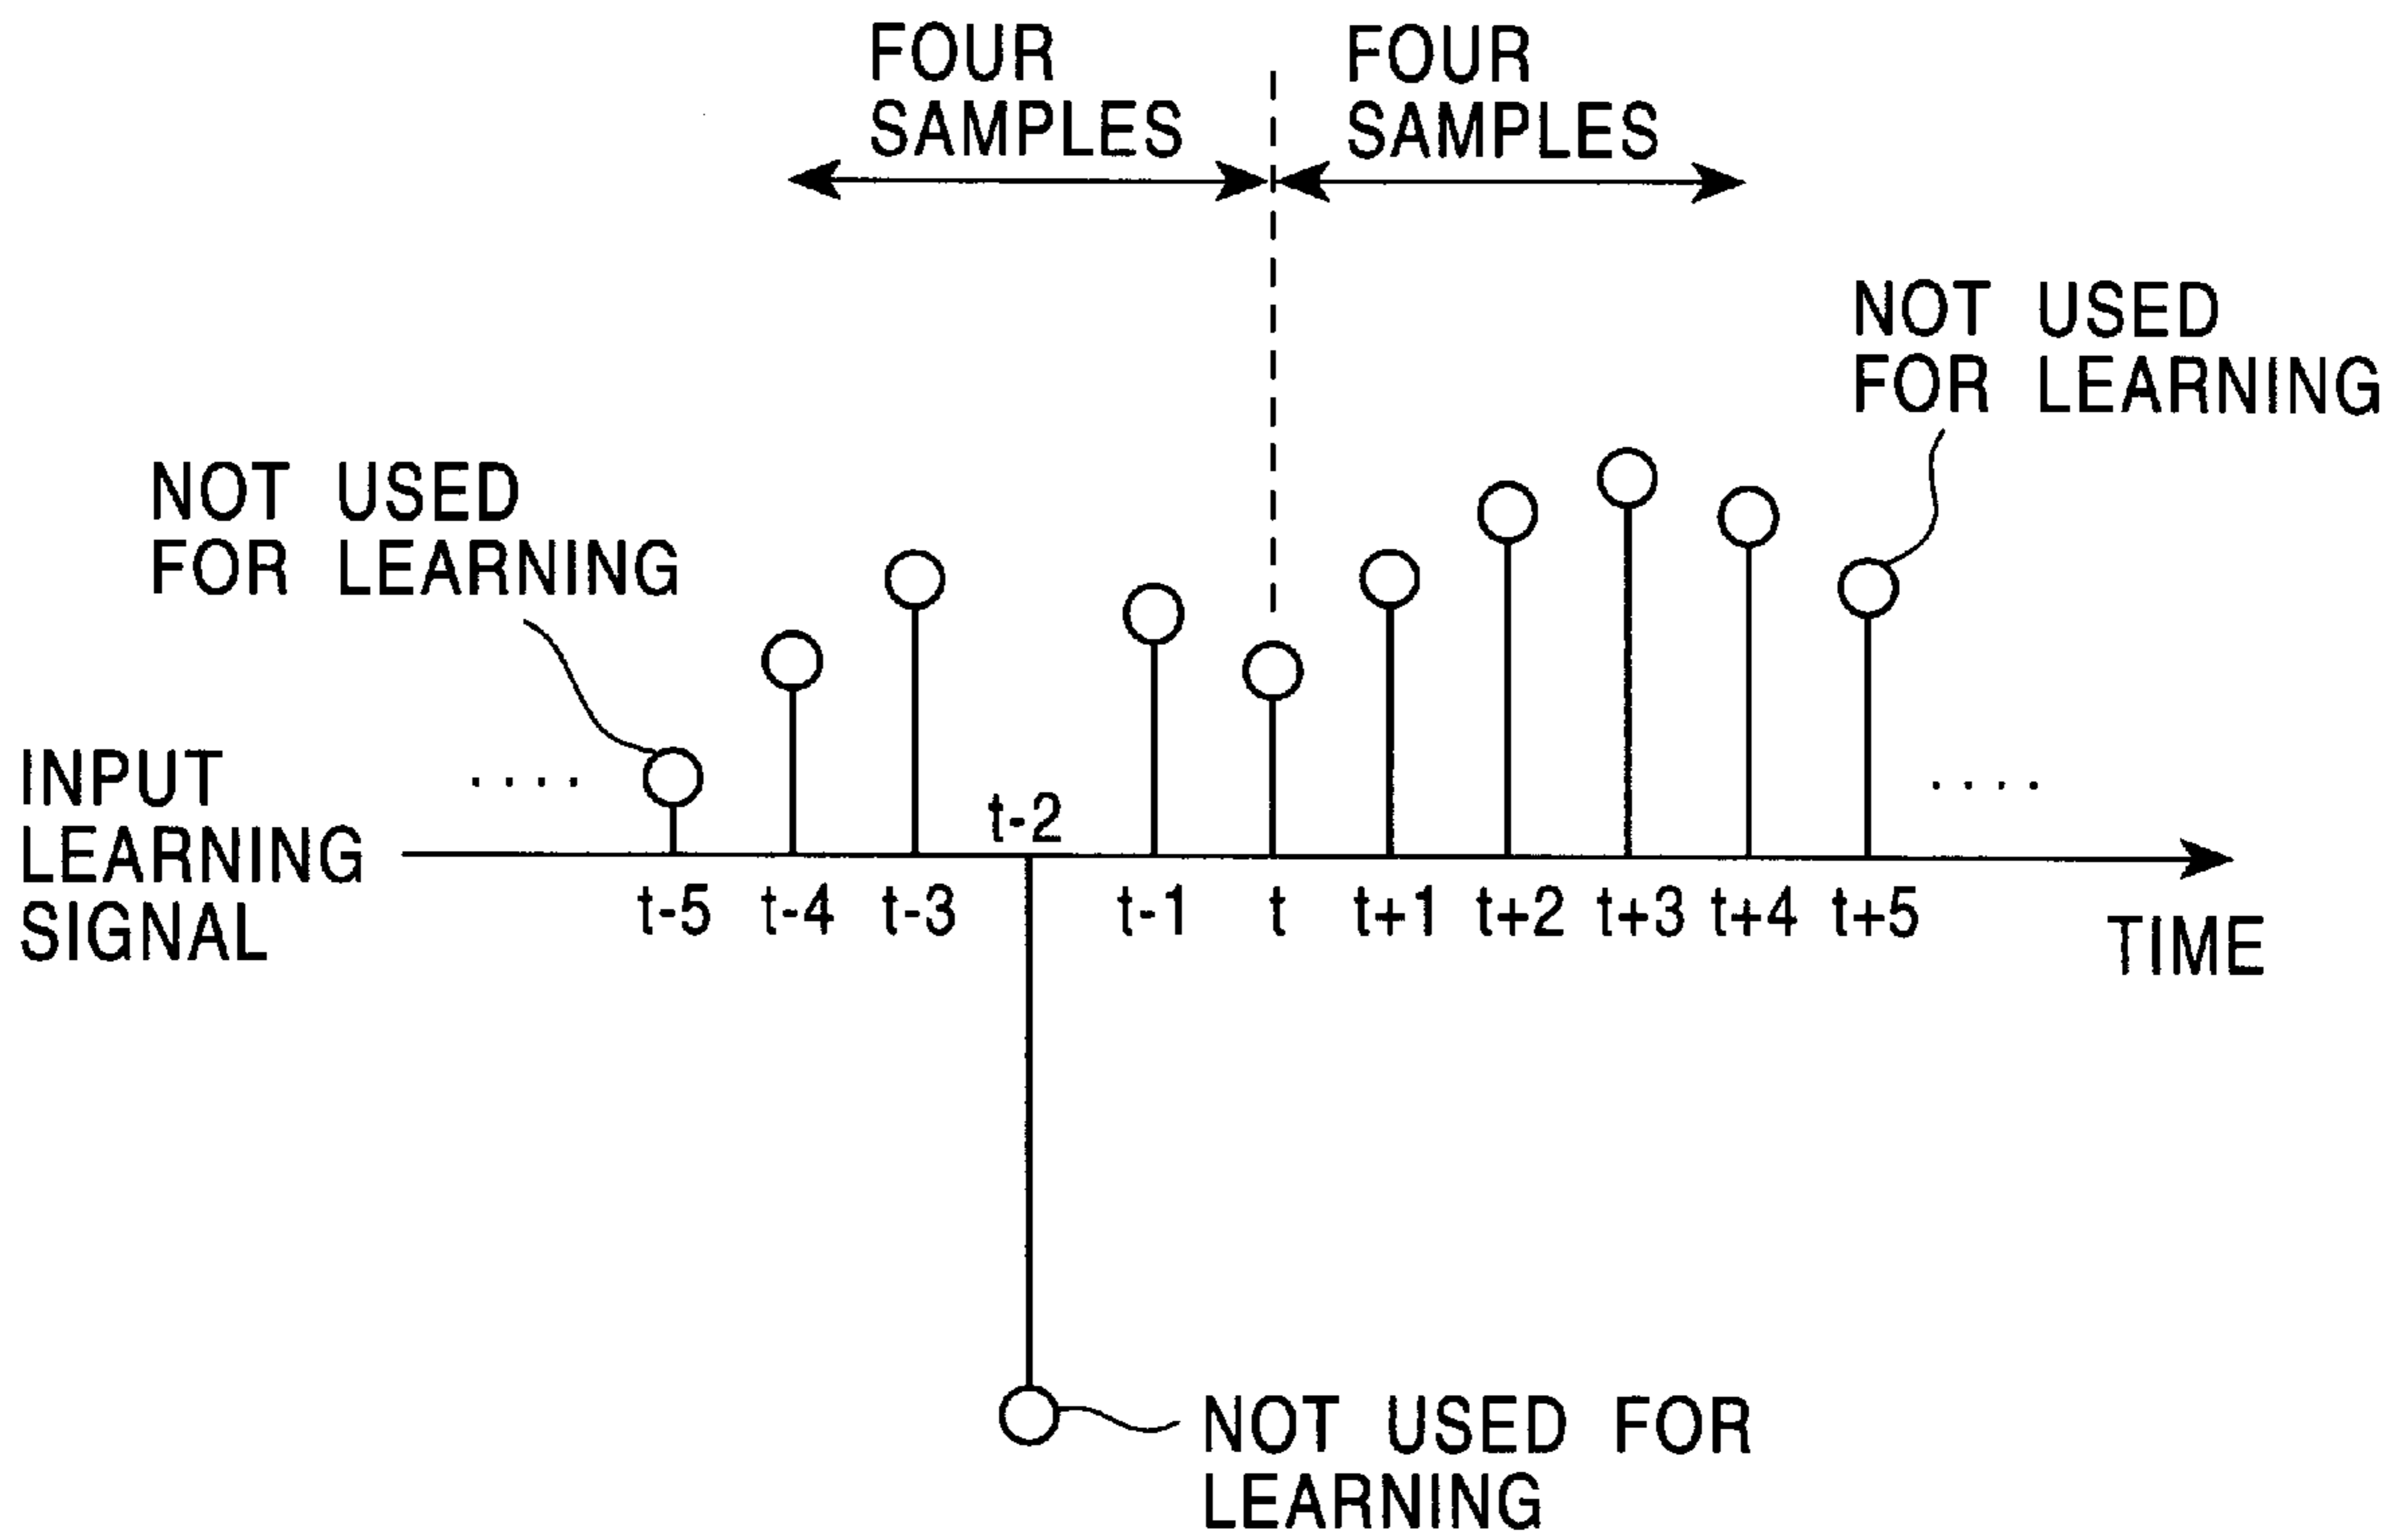 FOUR
SAMPLES
FOUR
SAMPLES
NOT USED
FOR LEARNING
NOT USED
FOR LEARNING
INPUT
LEARNING
SIGNAL
....
t-2
....
t-5 t-4 t-3 t-1 t t+1 t+2 t+3 t+4 t+5
TIME
NOT USED FOR
LEARNING